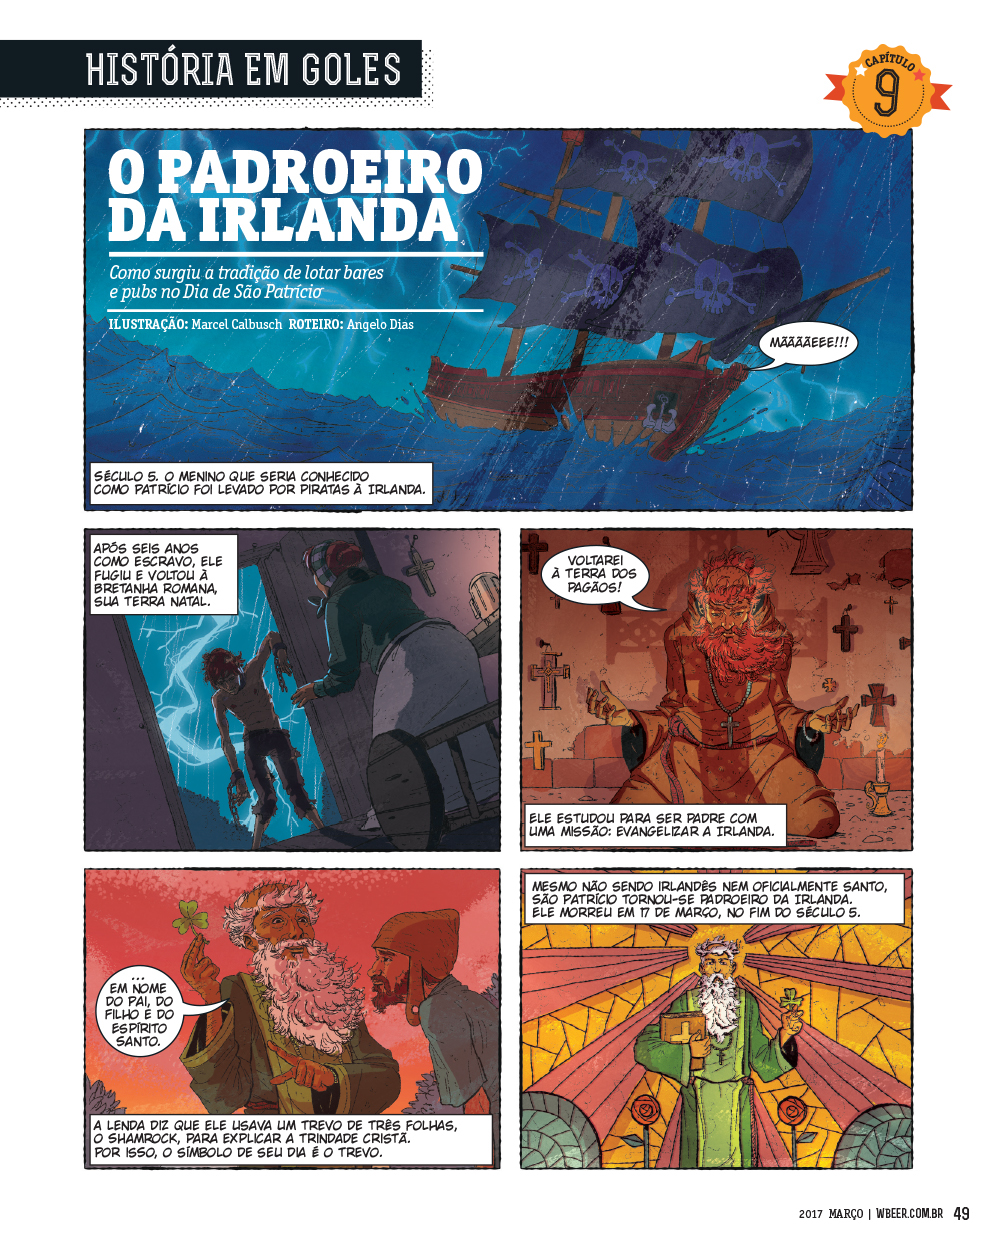 HISTÓRIA EM GOLES
CAPÍTULO
9
O PADROEIRO
DA IRLANDA
Como surgiu a tradição de lotar bares
e pubs no Dia de São Patrício
ILUSTRAÇÃO: Marcel Calbusch ROTEIRO: Angelo Dias
MÃÃÃÃEEE!!!
SÉCULO 5. O MENINO QUE SERIA CONHECIDO
COMO PATRÍCIO FOI LEVADO POR PIRATAS À IRLANDA.
APÓS SEIS ANOS
COMO ESCRAVO, ELE
FUGIU E VOLTOU À
BRETANHA ROMANA,
SUA TERRA NATAL.
VOLTAREI
À TERRA DOS
PAGÃOS!
ELE ESTUDOU PARA SER PADRE COM
UMA MISSÃO: EVANGELIZAR A IRLANDA.
...
EM NOME
DO PAI, DO
FILHO E DO
ESPÍRITO
SANTO.
A LENDA DIZ QUE ELE USAVA UM TREVO DE TRÊS FOLHAS,
O SHAMROCK, PARA EXPLICAR A TRINDADE CRISTÃ.
POR ISSO, O SÍMBOLO DE SEU DIA É O TREVO.
MESMO NÃO SENDO IRLANDÊS NEM OFICIALMENTE SANTO,
SÃO PATRÍCIO TORNOU-SE PADROEIRO DA IRLANDA.
ELE MORREU EM 17 DE MARÇO, NO FIM DO SÉCULO 5.
2017 MARÇO | WBEER.COM.BR 49